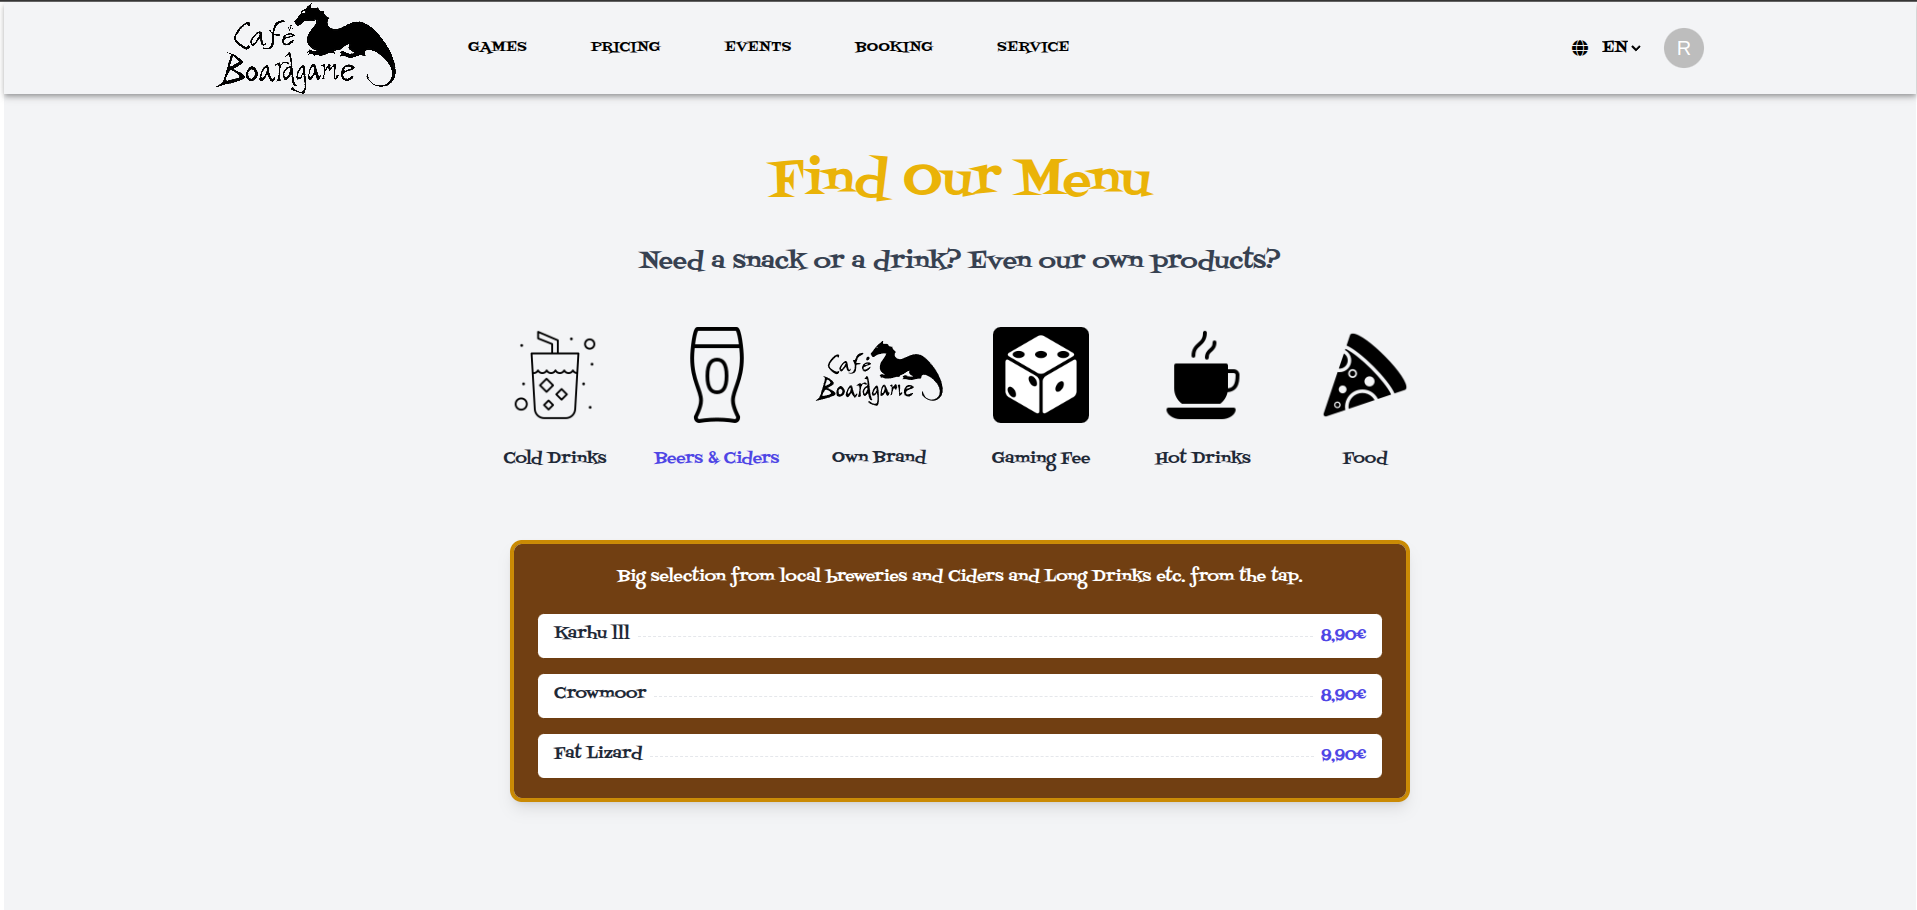 Café
Boardgame
GAMES PRICING EVENTS BOOKING SERVICE EN R
Find Our Menu
Need a snack or a drink? Even our own products?
Café
Boardgame
Cold Drinks Beers & Ciders Own Brand Gaming Fee Hot Drinks Food
Big selection from local breweries and Ciders and Long Drinks etc. from the tap.
Karhu III 8,90€
Crowmoor 8,90€
Fat Lizard 9,90€